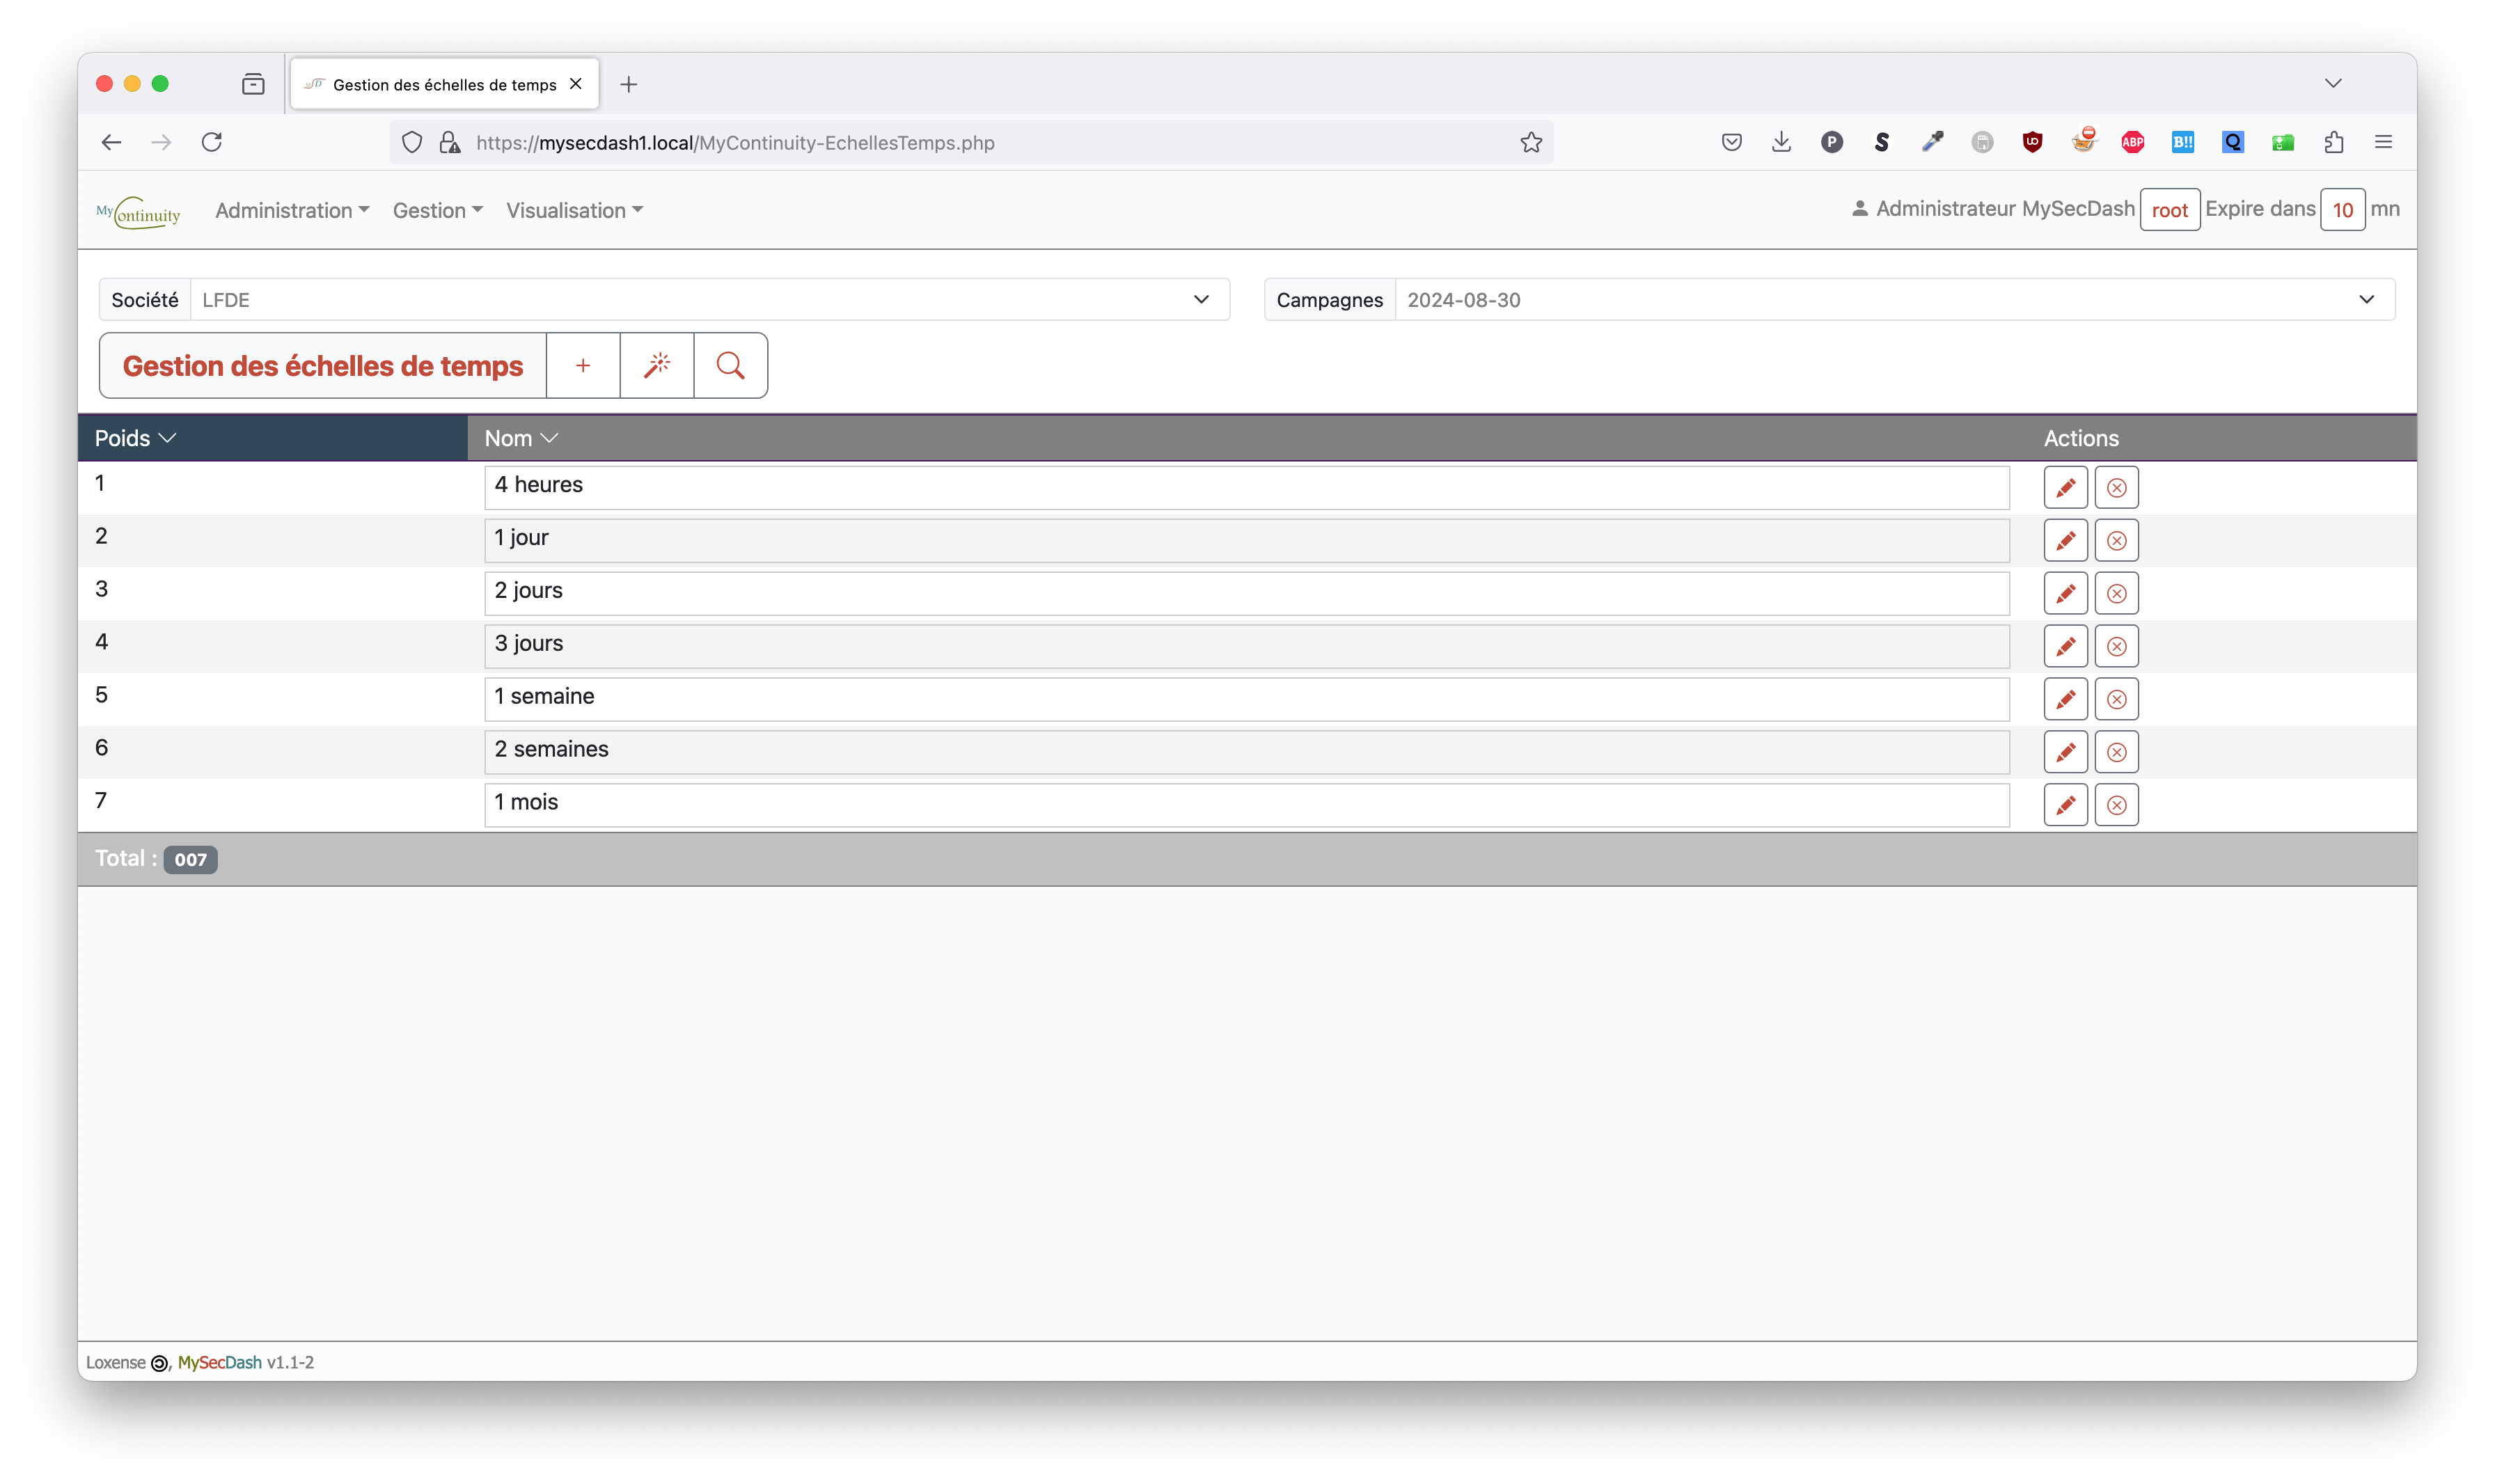 Gestion des échelles de temps
https://mysecdash1.local/MyContinuity-EchellesTemps.php
P S UO ABP B!! Q
MyContinuity Administration Gestion Visualisation Administrateur MySecDash root Expire dans 10 mn
Société LFDE Campagnes 2024-08-30
Gestion des échelles de temps
Poids Nom Actions
1 4 heures
2 1 jour
3 2 jours
4 3 jours
5 1 semaine
6 2 semaines
7 1 mois
Total : 007
Loxense, MySecDash v1.1-2